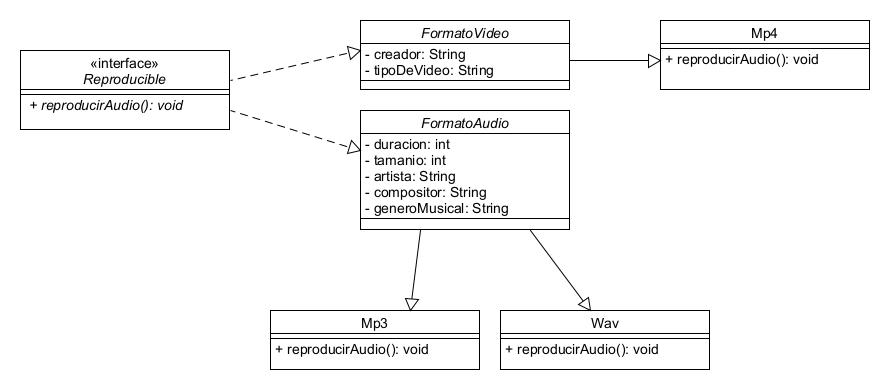 «interface»
Reproducible
+ reproducirAudio(): void
FormatoVideo
- creador: String
- tipoDeVideo: String
Mp4
+ reproducirAudio(): void
FormatoAudio
- duracion: int
- tamanio: int
- artista: String
- compositor: String
- generoMusical: String
Mp3
+ reproducirAudio(): void
Wav
+ reproducirAudio(): void